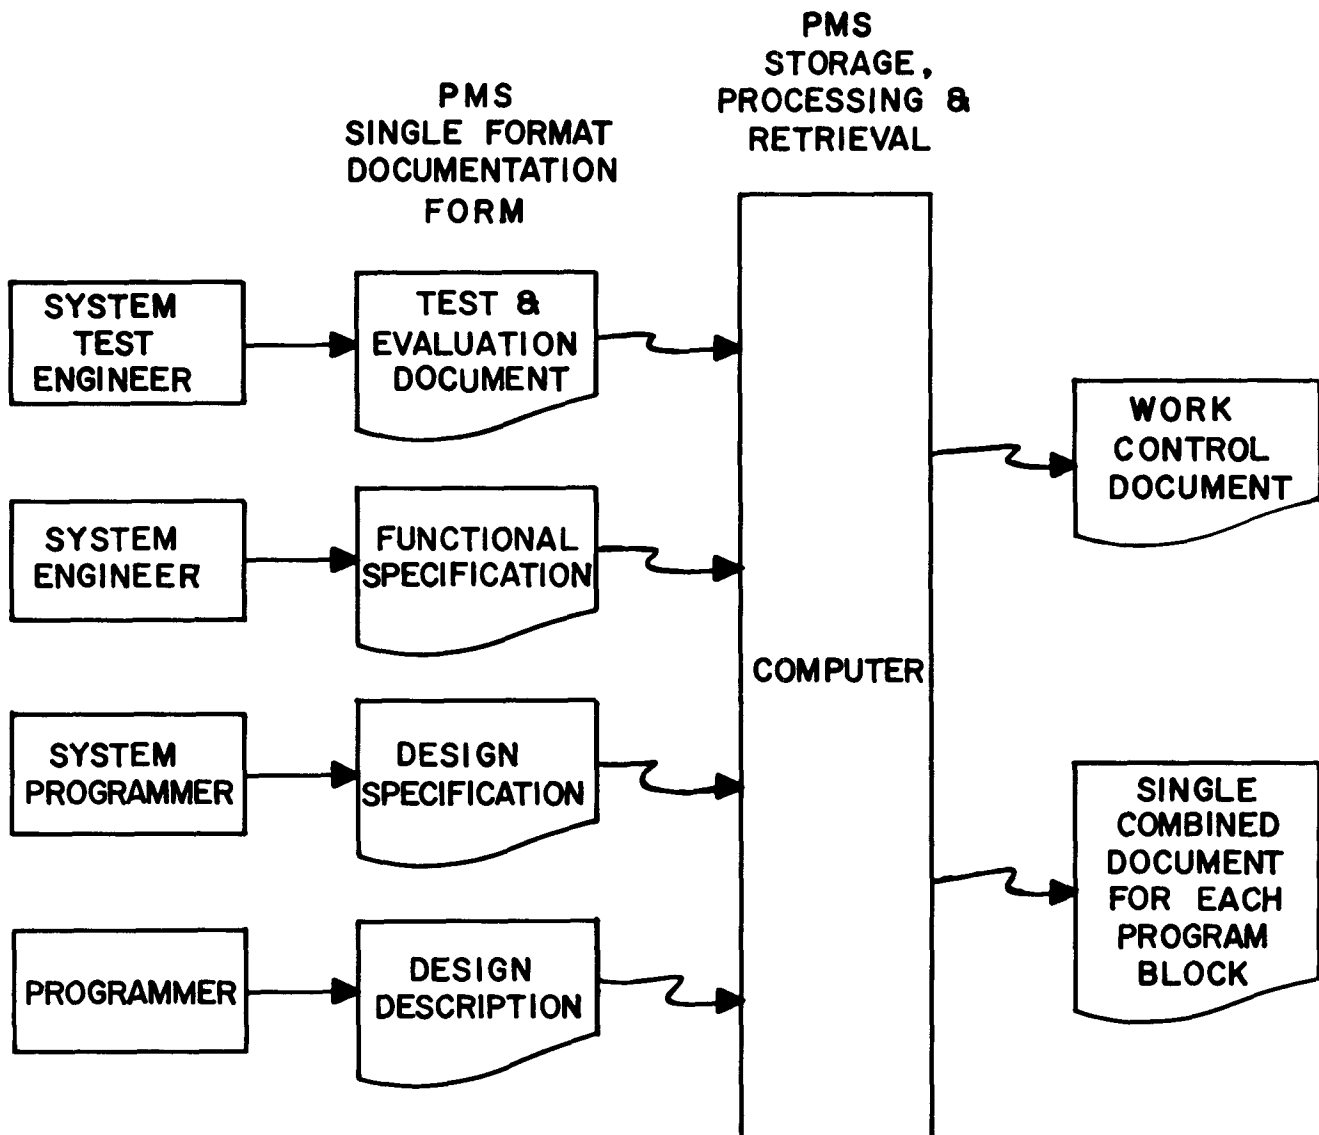 PMS
STORAGE,
PROCESSING &
RETRIEVAL
PMS
SINGLE FORMAT
DOCUMENTATION
FORM
SYSTEM
TEST
ENGINEER
TEST &
EVALUATION
DOCUMENT
SYSTEM
ENGINEER
FUNCTIONAL
SPECIFICATION
SYSTEM
PROGRAMMER
DESIGN
SPECIFICATION
PROGRAMMER
DESIGN
DESCRIPTION
COMPUTER
WORK
CONTROL
DOCUMENT
SINGLE
COMBINED
DOCUMENT
FOR EACH
PROGRAM
BLOCK